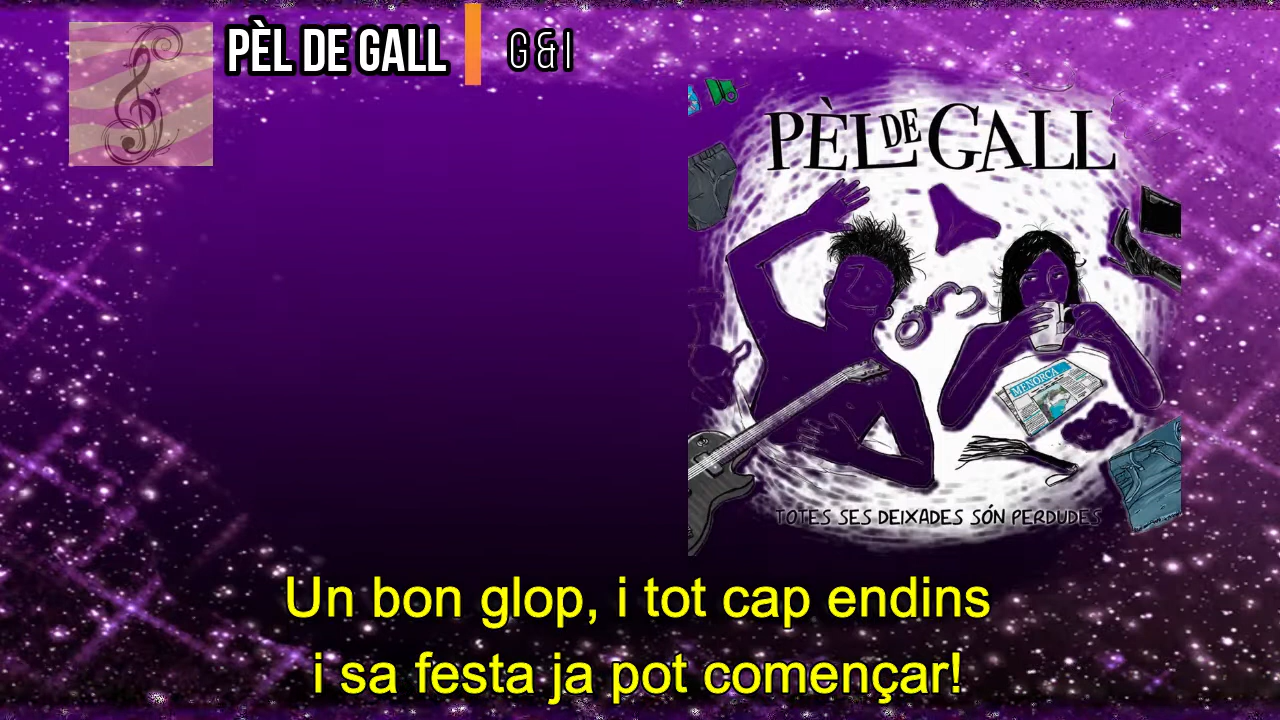 PÈL DE GALL
G & I
PÈL DE GALL
MENORCA
TOTES SES DEIXADES SÓN PERDUDES
Un bon glop, i tot cap endins
i sa festa ja pot començar!